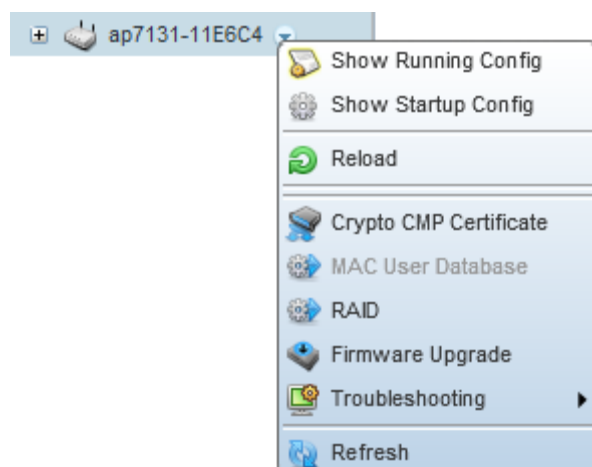 ap7131-11E6C4
Show Running Config
Show Startup Config
Reload
Crypto CMP Certificate
MAC User Database
RAID
Firmware Upgrade
Troubleshooting
Refresh